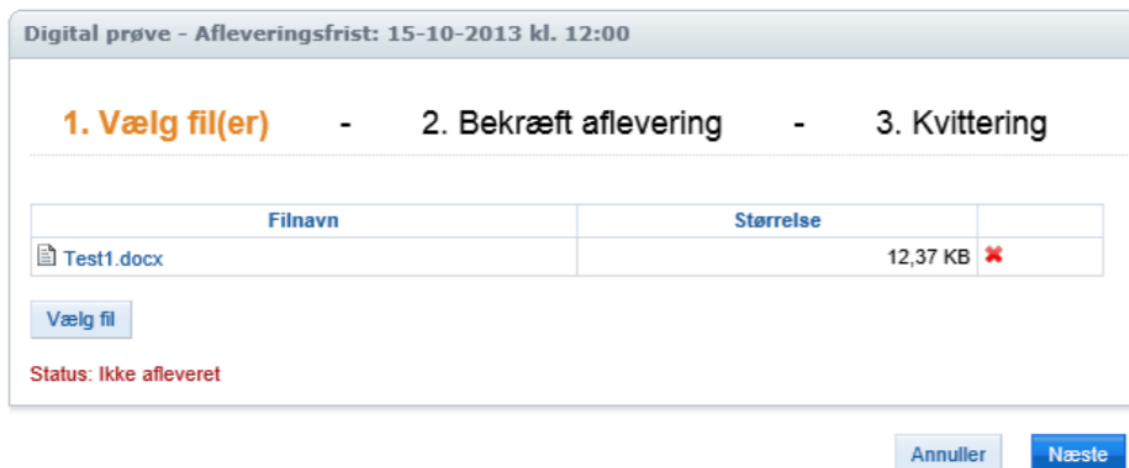 Digital prøve - Afleveringsfrist: 15-10-2013 kl. 12:00
1. Vælg fil(er) - 2. Bekræft aflevering - 3. Kvittering
Filnavn Størrelse
Test1.docx 12,37 KB
Vælg fil
Status: Ikke afleveret
Annuller Næste